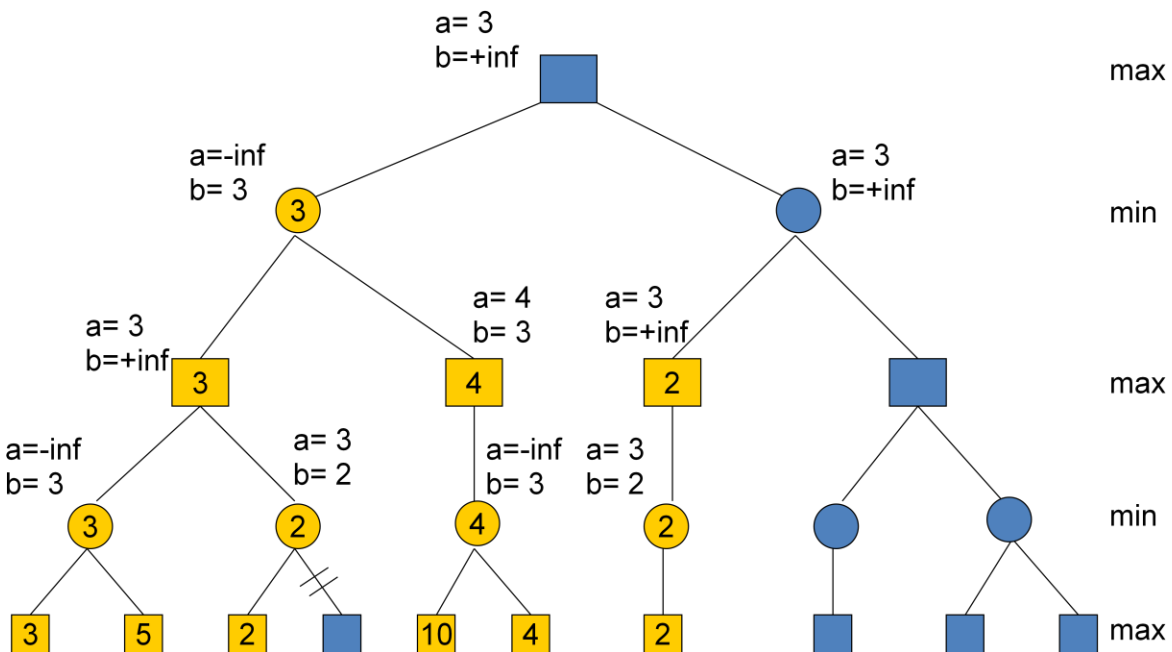 a= 3
b=+inf
max
a=-inf
b= 3
a= 3
b=+inf
3
min
a= 4
b= 3
a= 3
b=+inf
a= 3
b=+inf
3
4
2
max
a=-inf
b= 3
a= 3
b= 2
a=-inf
b= 3
a= 3
b= 2
3
2
4
2
min
3
5
2
10
4
2
max